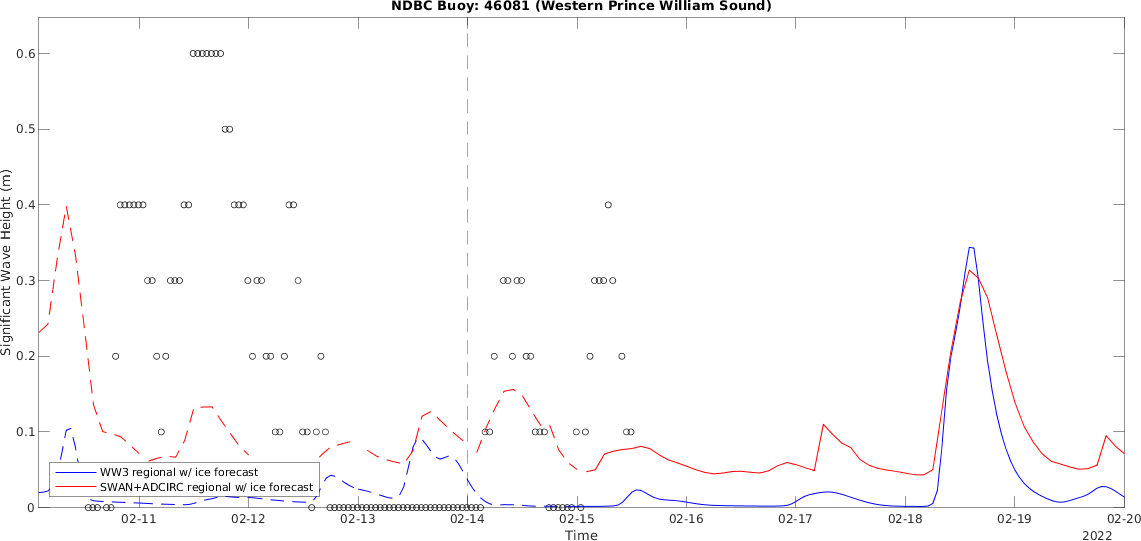 NDBC Buoy: 46081 (Western Prince William Sound)
Significant Wave Height (m)
0.6
0.5
0.4
0.3
0.2
0.1
0
WW3 regional w/ ice forecast
SWAN+ADCIRC regional w/ ice forecast
02-11 02-12 02-13 02-14 02-15 02-16 02-17 02-18 02-19 02-20
Time
2022